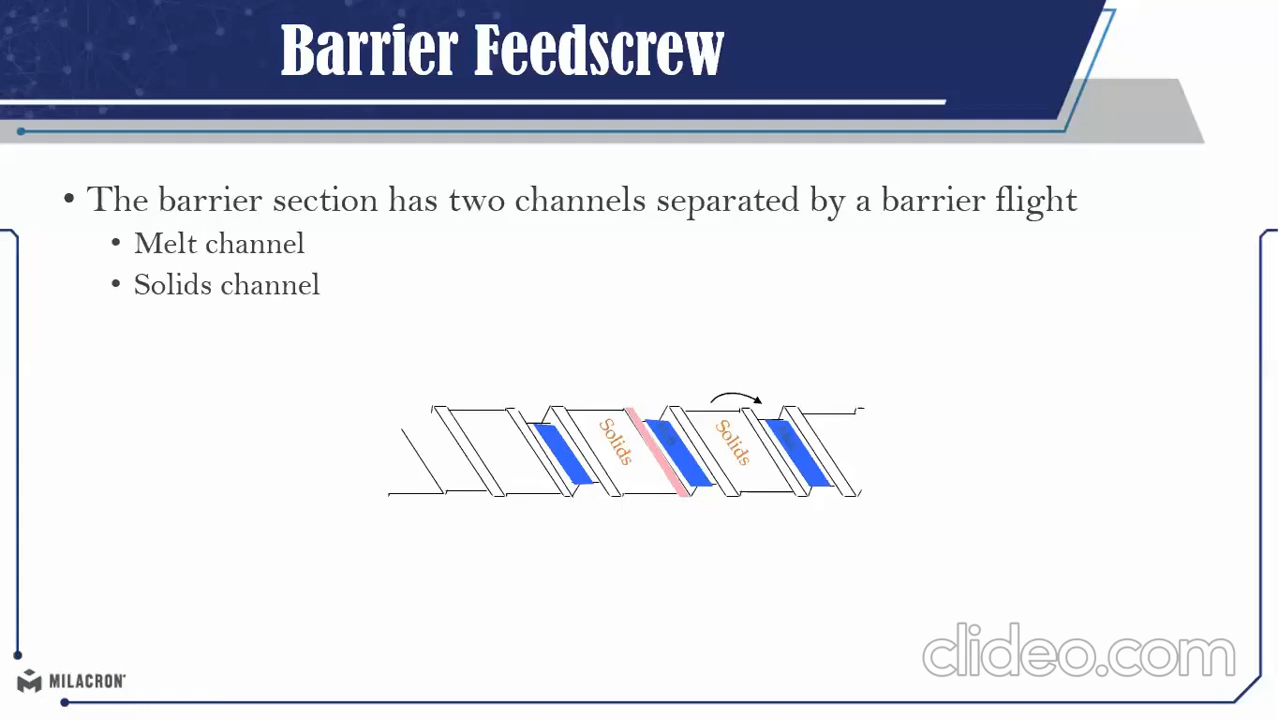 Barrier Feedscrew
• The barrier section has two channels separated by a barrier flight
• Melt channel
• Solids channel
Solids
Solids
clideo.com
MILACRON